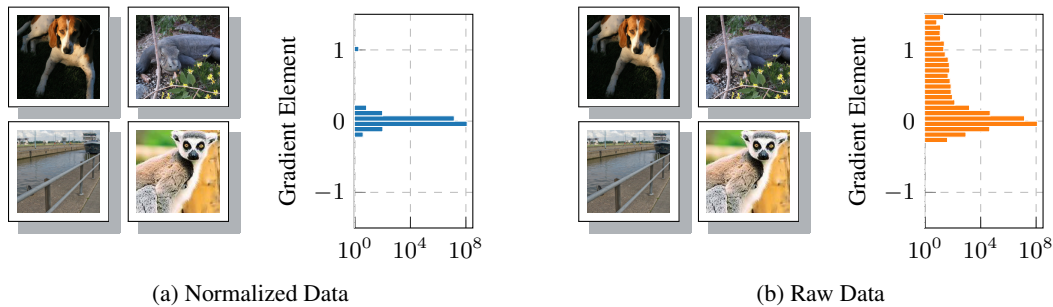 Gradient Element
1
0
−1
10^0 10^4 10^8
(a) Normalized Data
Gradient Element
1
0
−1
10^0 10^4 10^8
(b) Raw Data